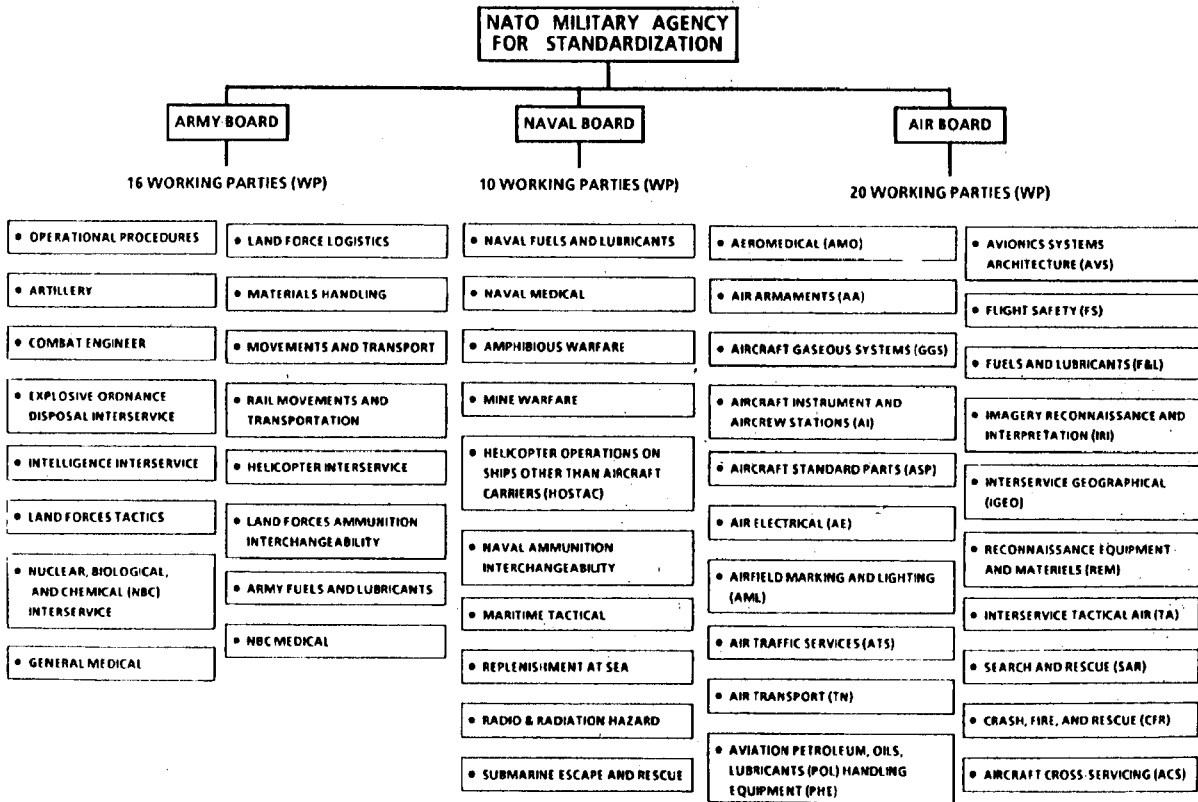 NATO MILITARY AGENCY
FOR STANDARDIZATION
ARMY BOARD
NAVAL BOARD
AIR BOARD
16 WORKING PARTIES (WP)
10 WORKING PARTIES (WP)
20 WORKING PARTIES (WP)
• OPERATIONAL PROCEDURES
• ARTILLERY
• COMBAT ENGINEER
• EXPLOSIVE ORDNANCE
DISPOSAL INTERSERVICE
• INTELLIGENCE INTERSERVICE
• LAND FORCES TACTICS
• NUCLEAR, BIOLOGICAL,
AND CHEMICAL (NBC)
INTERSERVICE
• GENERAL MEDICAL
• LAND FORCE LOGISTICS
• MATERIALS HANDLING
• MOVEMENTS AND TRANSPORT
• RAIL MOVEMENTS AND
TRANSPORTATION
• HELICOPTER INTERSERVICE
• LAND FORCES AMMUNITION
INTERCHANGEABILITY
• ARMY FUELS AND LUBRICANTS
• NBC MEDICAL
• NAVAL FUELS AND LUBRICANTS
• NAVAL MEDICAL
• AMPHIBIOUS WARFARE
• MINE WARFARE
• HELICOPTER OPERATIONS ON
SHIPS OTHER THAN AIRCRAFT
CARRIERS (HOSTAC)
• NAVAL AMMUNITION
INTERCHANGEABILITY
• MARITIME TACTICAL
• REPLENISHMENT AT SEA
• RADIO & RADIATION HAZARD
• SUBMARINE ESCAPE AND RESCUE
• AEROMEDICAL (AMO)
• AIR ARMAMENTS (AA)
• AIRCRAFT GASEOUS SYSTEMS (GGS)
• AIRCRAFT INSTRUMENT AND
AIRCREW STATIONS (AI)
• AIRCRAFT STANDARD PARTS (ASP)
• AIR ELECTRICAL (AE)
• AIRFIELD MARKING AND LIGHTING
(AML)
• AIR TRAFFIC SERVICES (ATS)
• AIR TRANSPORT (TN)
• AVIATION PETROLEUM, OILS,
LUBRICANTS (POL) HANDLING
EQUIPMENT (PHE)
• AVIONICS SYSTEMS
ARCHITECTURE (AVS)
• FLIGHT SAFETY (FS)
• FUELS AND LUBRICANTS (F&L)
• IMAGERY RECONNAISSANCE AND
INTERPRETATION (IRI)
• INTERSERVICE GEOGRAPHICAL
(IGEO)
• RECONNAISSANCE EQUIPMENT
AND MATERIELS (REM)
• INTERSERVICE TACTICAL AIR (TA)
• SEARCH AND RESCUE (SAR)
• CRASH, FIRE, AND RESCUE (CFR)
• AIRCRAFT CROSS-SERVICING (ACS)